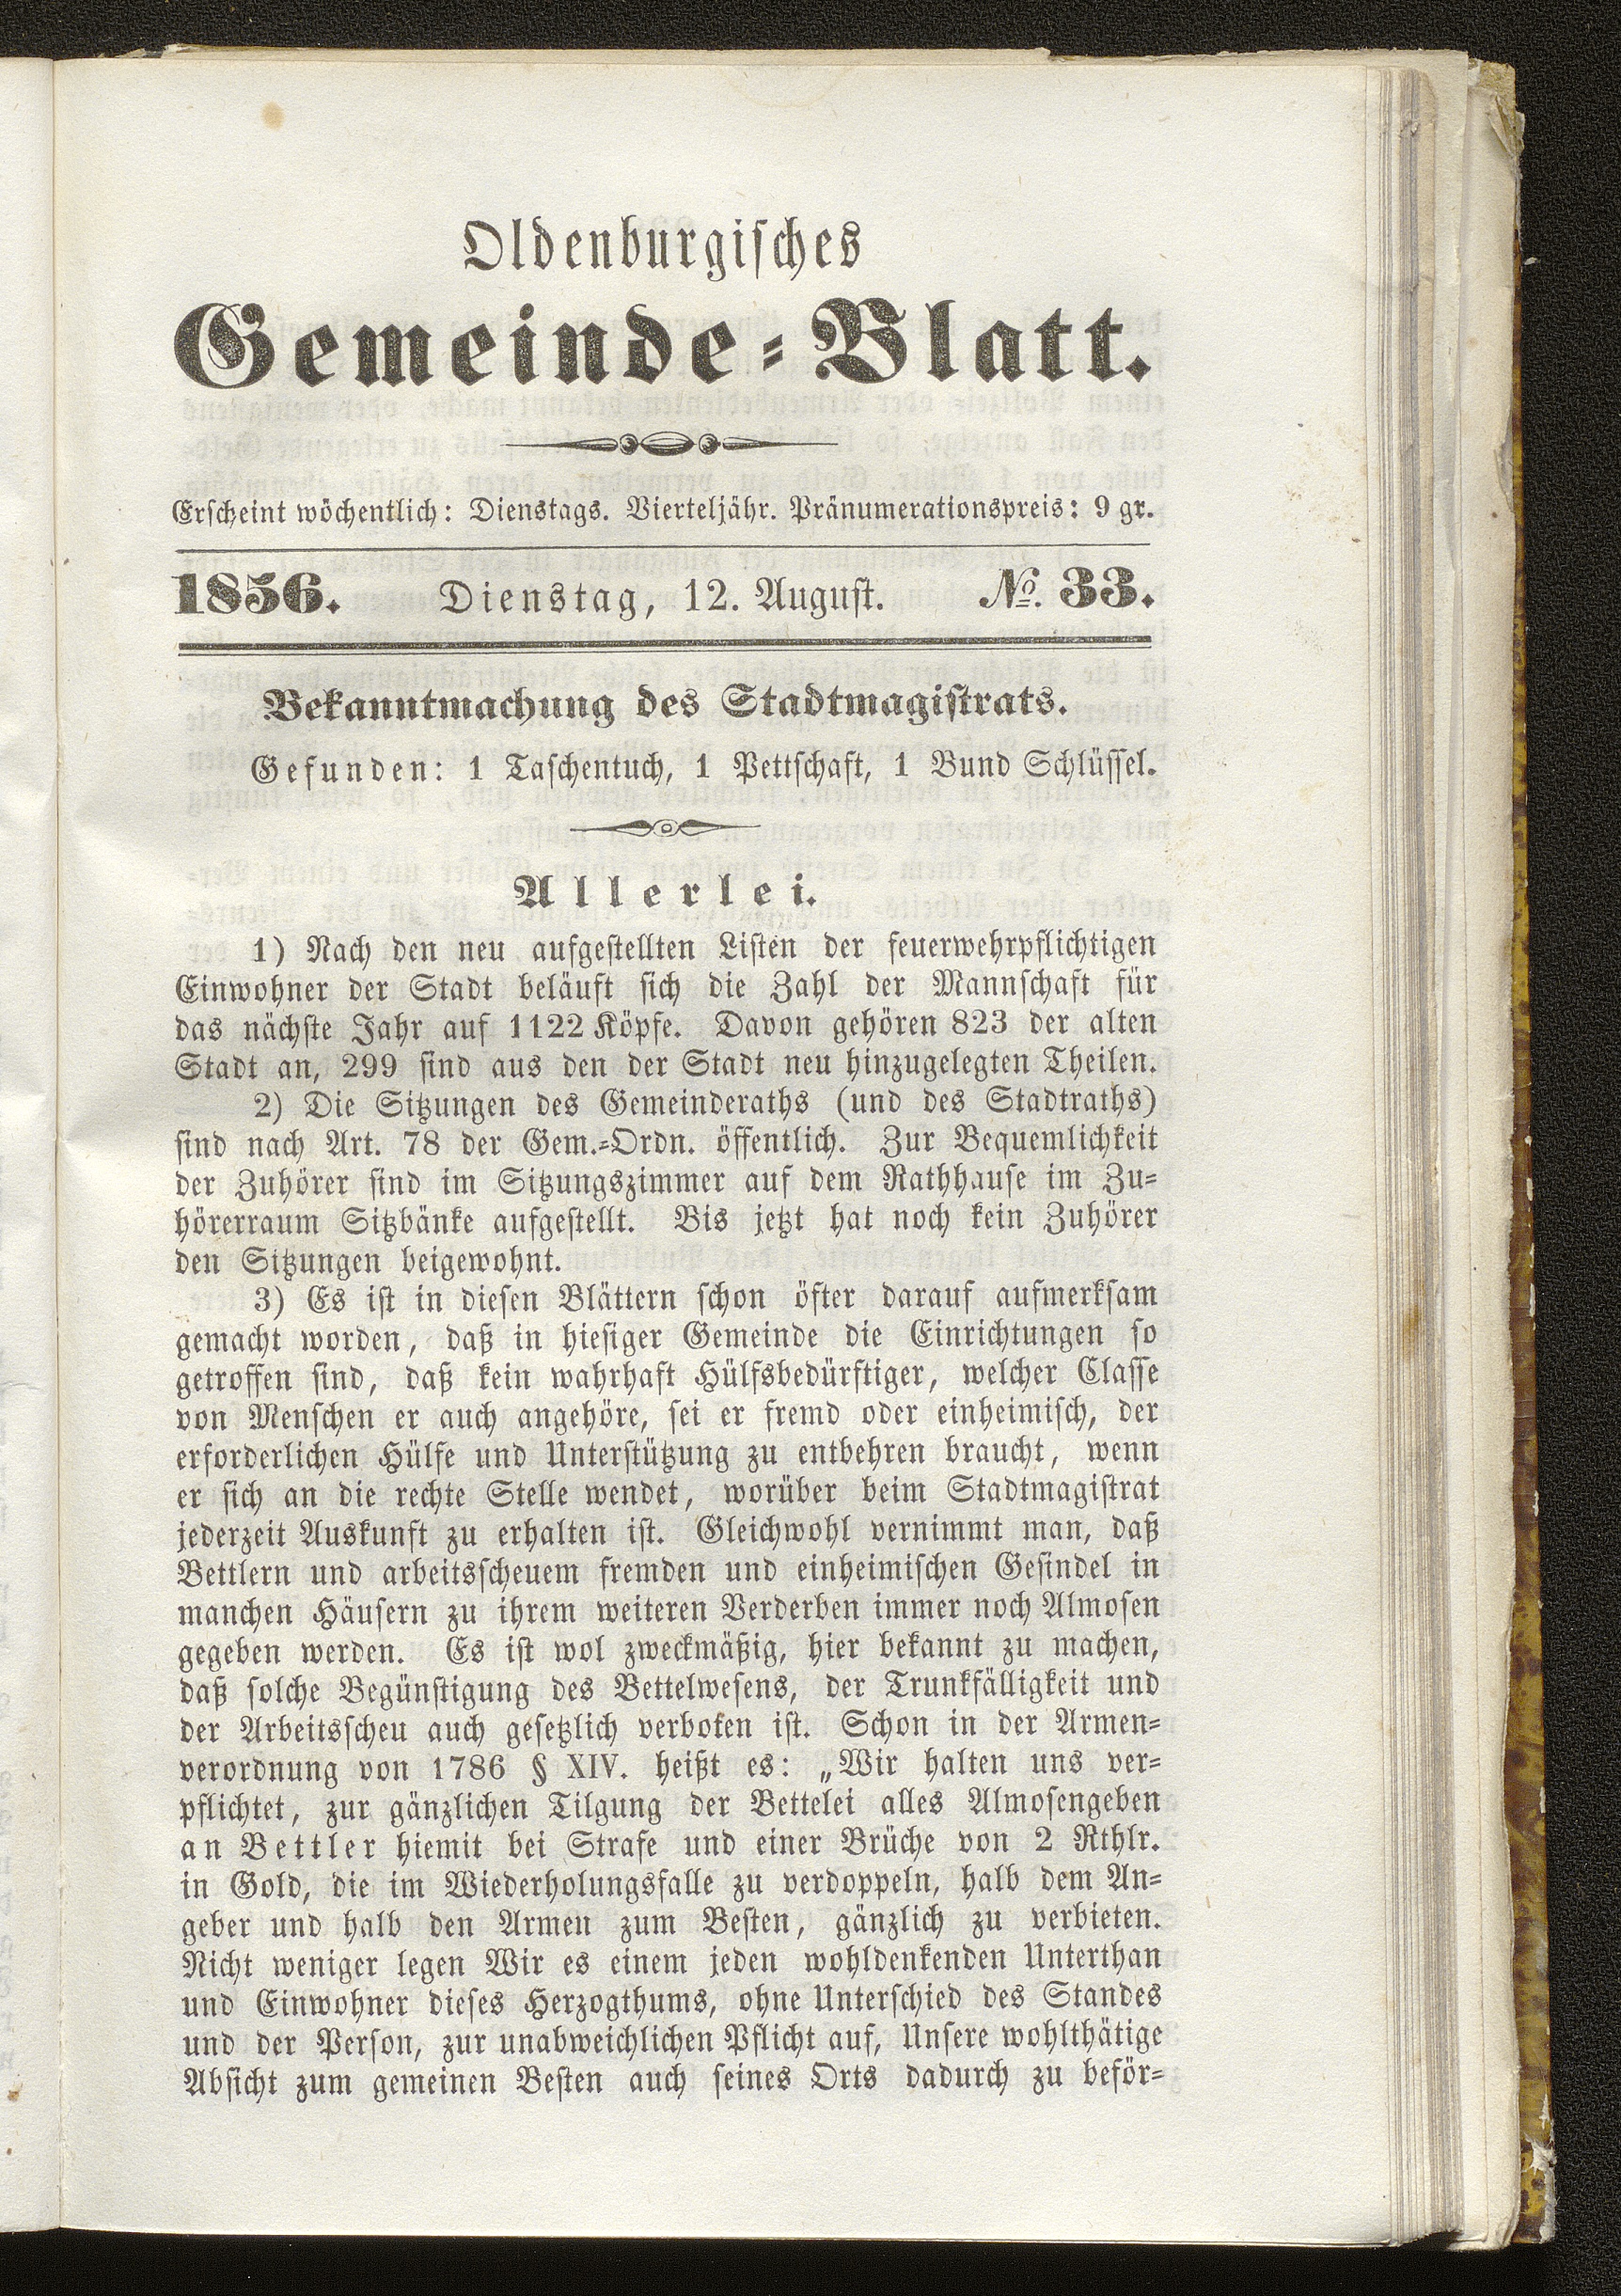 Oldenburgisches
Gemeinde-Blatt.
Erscheint wöchentlich: Dienstags. Vierteljähr. Pränumerationspreis: 9 gr.
1856. Dienstag, 12. August. No. 33.
Bekanntmachung des Stadtmagistrats.
Gefunden: 1 Taschentuch, 1 Pettschaft, 1 Bund Schlüssel.
Allerlei.
1) Nach den neu aufgestellten Listen der feuerwehrpflichtigen
Einwohner der Stadt beläuft sich die Zahl der Mannschaft für
das nächste Jahr auf 1122 Köpfe. Davon gehören 823 der alten
Stadt an, 299 sind aus den der Stadt neu hinzugelegten Theilen.
2) Die Sitzungen des Gemeinderaths (und des Stadtraths)
sind nach Art. 78 der Gem.-Ordn. öffentlich. Zur Bequemlichkeit
der Zuhörer sind im Sitzungszimmer auf dem Rathhause im Zu-
hörerraum Sitzbänke aufgestellt. Bis jetzt hat noch kein Zuhörer
den Sitzungen beigewohnt.
3) Es ist in diesen Blättern schon öfter darauf aufmerksam
gemacht worden, daß in hiesiger Gemeinde die Einrichtungen so
getroffen sind, daß kein wahrhaft Hülfsbedürftiger, welcher Classe
von Menschen er auch angehöre, sei er fremd oder einheimisch, der
erforderlichen Hülfe und Unterstützung zu entbehren braucht, wenn
er sich an die rechte Stelle wendet, worüber beim Stadtmagistrat
jederzeit Auskunft zu erhalten ist. Gleichwohl vernimmt man, daß
Bettlern und arbeitsscheuem fremden und einheimischen Gesindel in
manchen Häusern zu ihrem weiteren Verderben immer noch Almosen
gegeben werden. Es ist wol zweckmäßig, hier bekannt zu machen,
daß solche Begünstigung des Bettelwesens, der Trunkfälligkeit und
der Arbeitsscheu auch gesetzlich verboten ist. Schon in der Armen-
verordnung von 1786 § XIV. heißt es: „Wir halten uns ver-
pflichtet, zur gänzlichen Tilgung der Bettelei alles Almosengeben
an Bettler hiemit bei Strafe und einer Brüche von 2 Rthlr.
in Gold, die im Wiederholungsfalle zu verdoppeln, halb dem An-
geber und halb den Armen zum Besten, gänzlich zu verbieten.
Nicht weniger legen Wir es einem jeden wohldenkenden Unterthan
und Einwohner dieses Herzogthums, ohne Unterschied des Standes
und der Person, zur unabweichlichen Pflicht auf, Unsere wohlthätige
Absicht zum gemeinen Besten auch seines Orts dadurch zu beför-